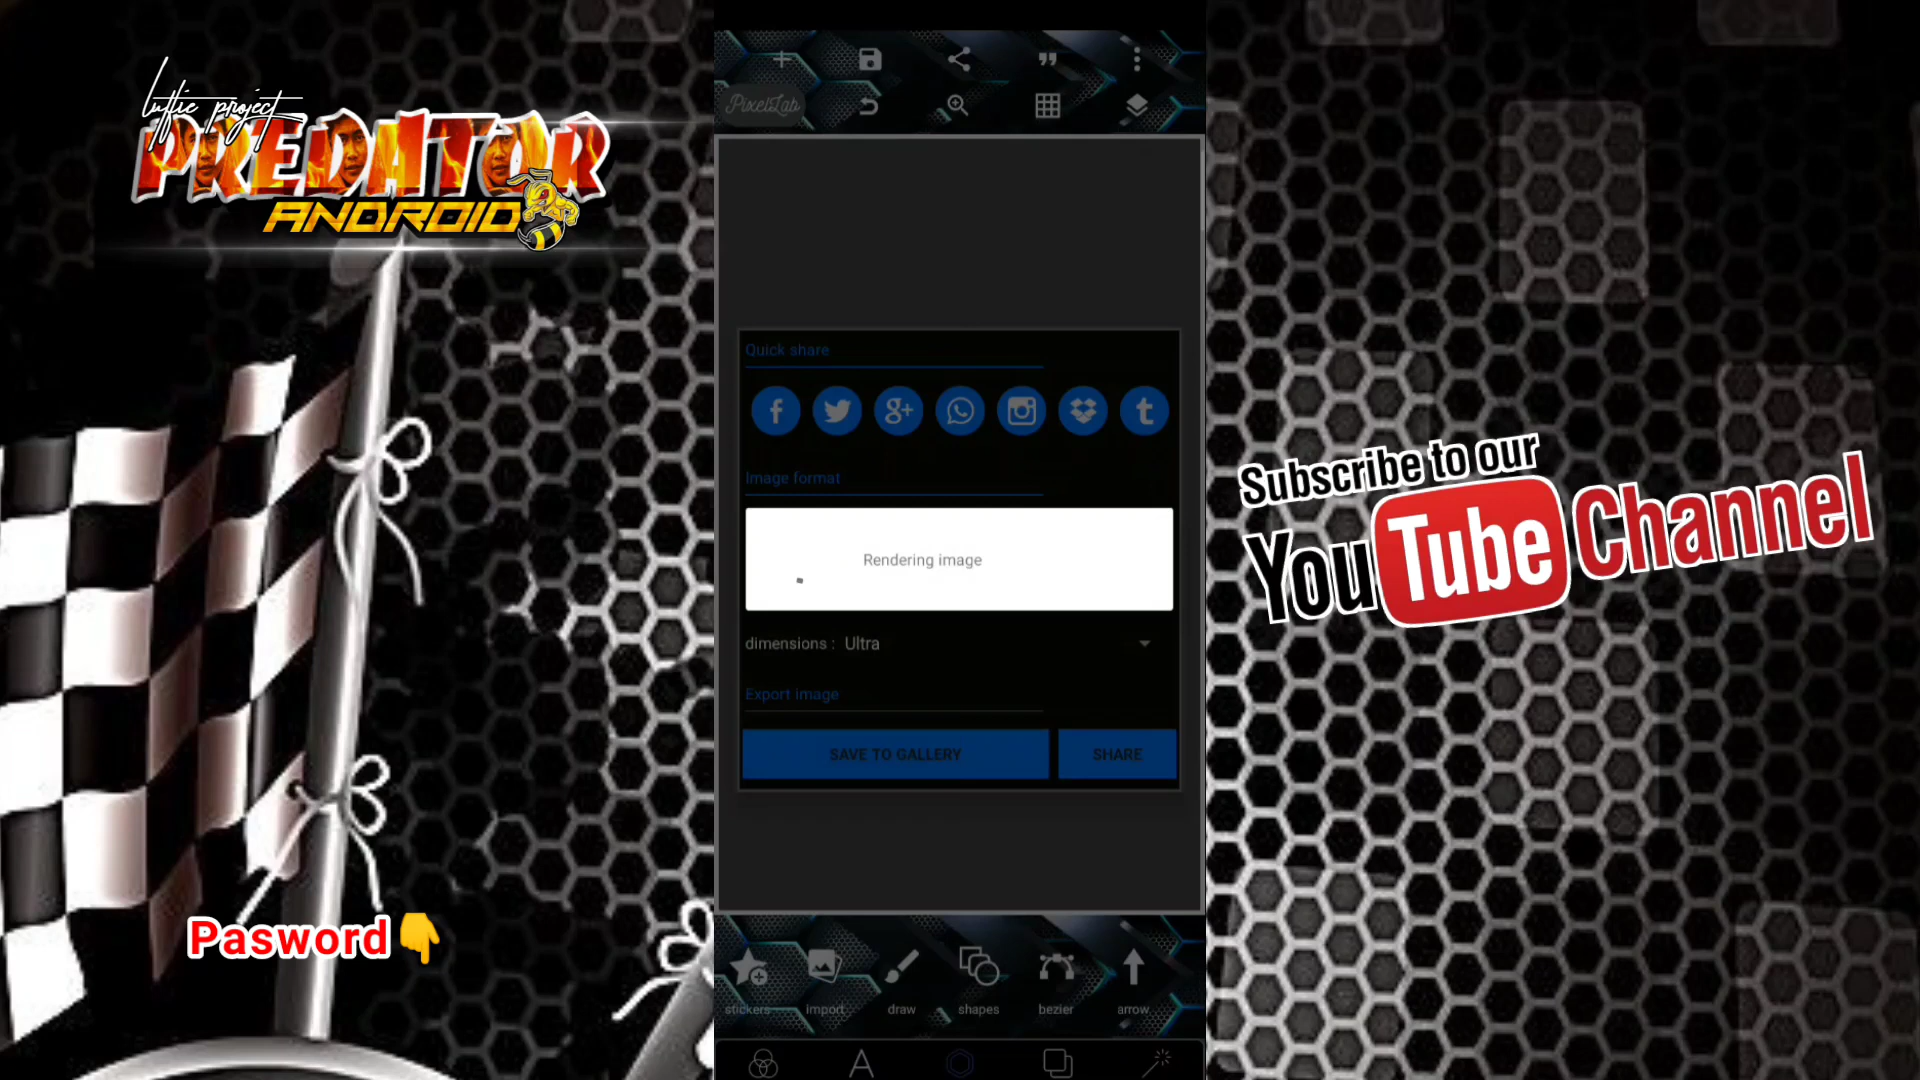 luffie project
PREDATOR
ANDROID
PixelLab
Quick share
Image format
Rendering image
dimensions : Ultra
Export image
SAVE TO GALLERY
SHARE
Subscribe to our
YouTube Channel
Pasword👇
stickers
import
draw
shapes
bezier
arrow